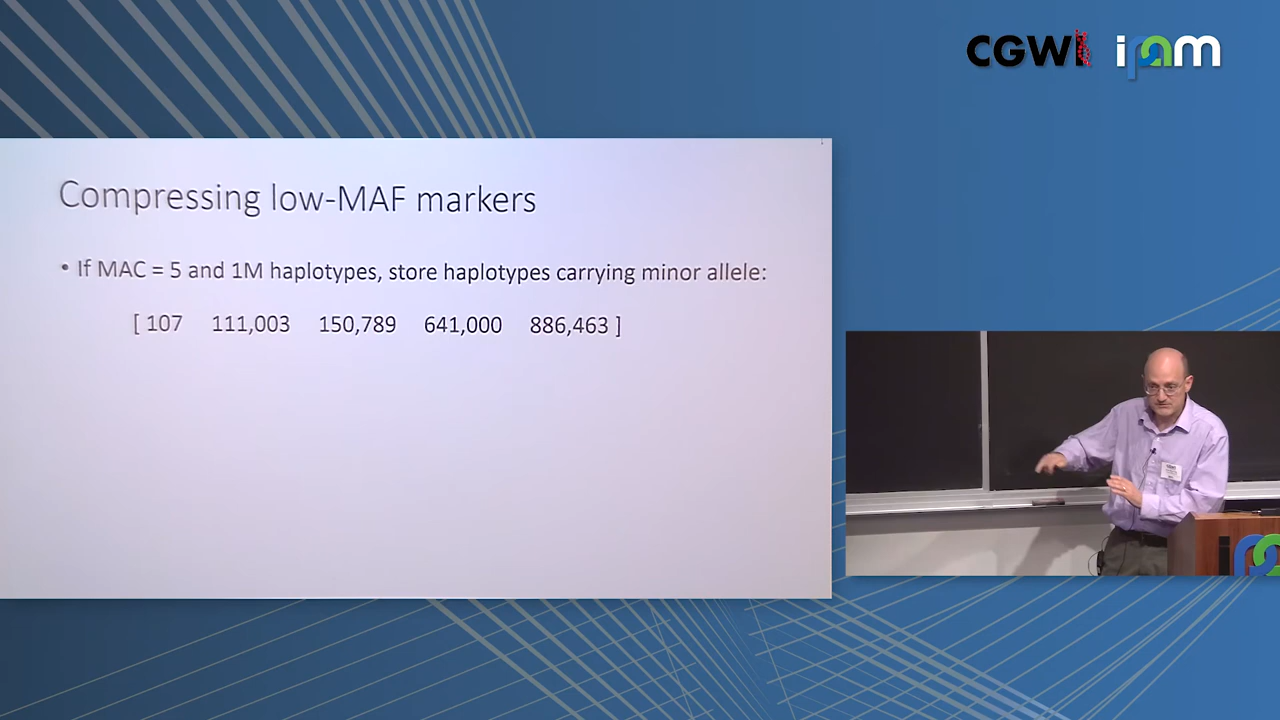 CGWI ipam
Compressing low-MAF markers
• If MAC = 5 and 1M haplotypes, store haplotypes carrying minor allele:
[ 107 111,003 150,789 641,000 886,463 ]